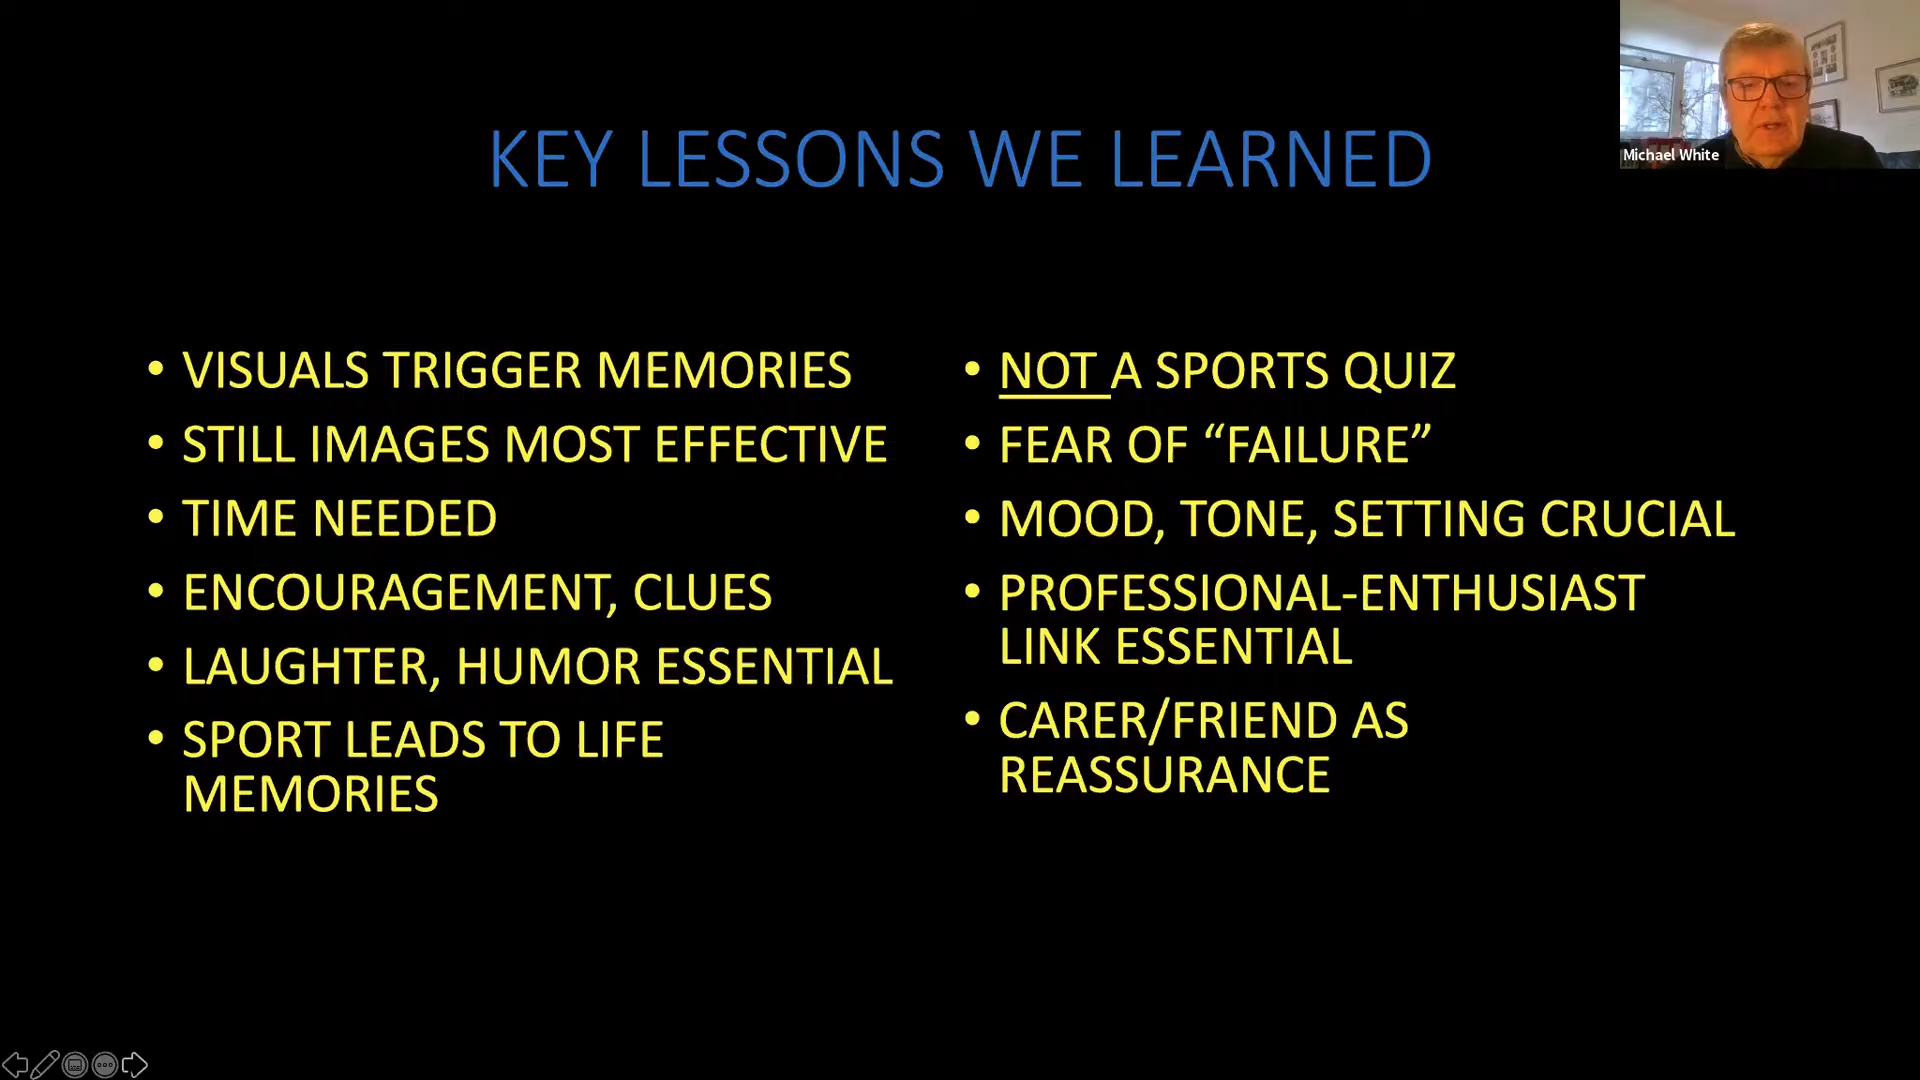 KEY LESSONS WE LEARNED
Michael White
• VISUALS TRIGGER MEMORIES
• STILL IMAGES MOST EFFECTIVE
• TIME NEEDED
• ENCOURAGEMENT, CLUES
• LAUGHTER, HUMOR ESSENTIAL
• SPORT LEADS TO LIFE
MEMORIES
• NOT A SPORTS QUIZ
• FEAR OF “FAILURE”
• MOOD, TONE, SETTING CRUCIAL
• PROFESSIONAL-ENTHUSIAST
LINK ESSENTIAL
• CARER/FRIEND AS
REASSURANCE